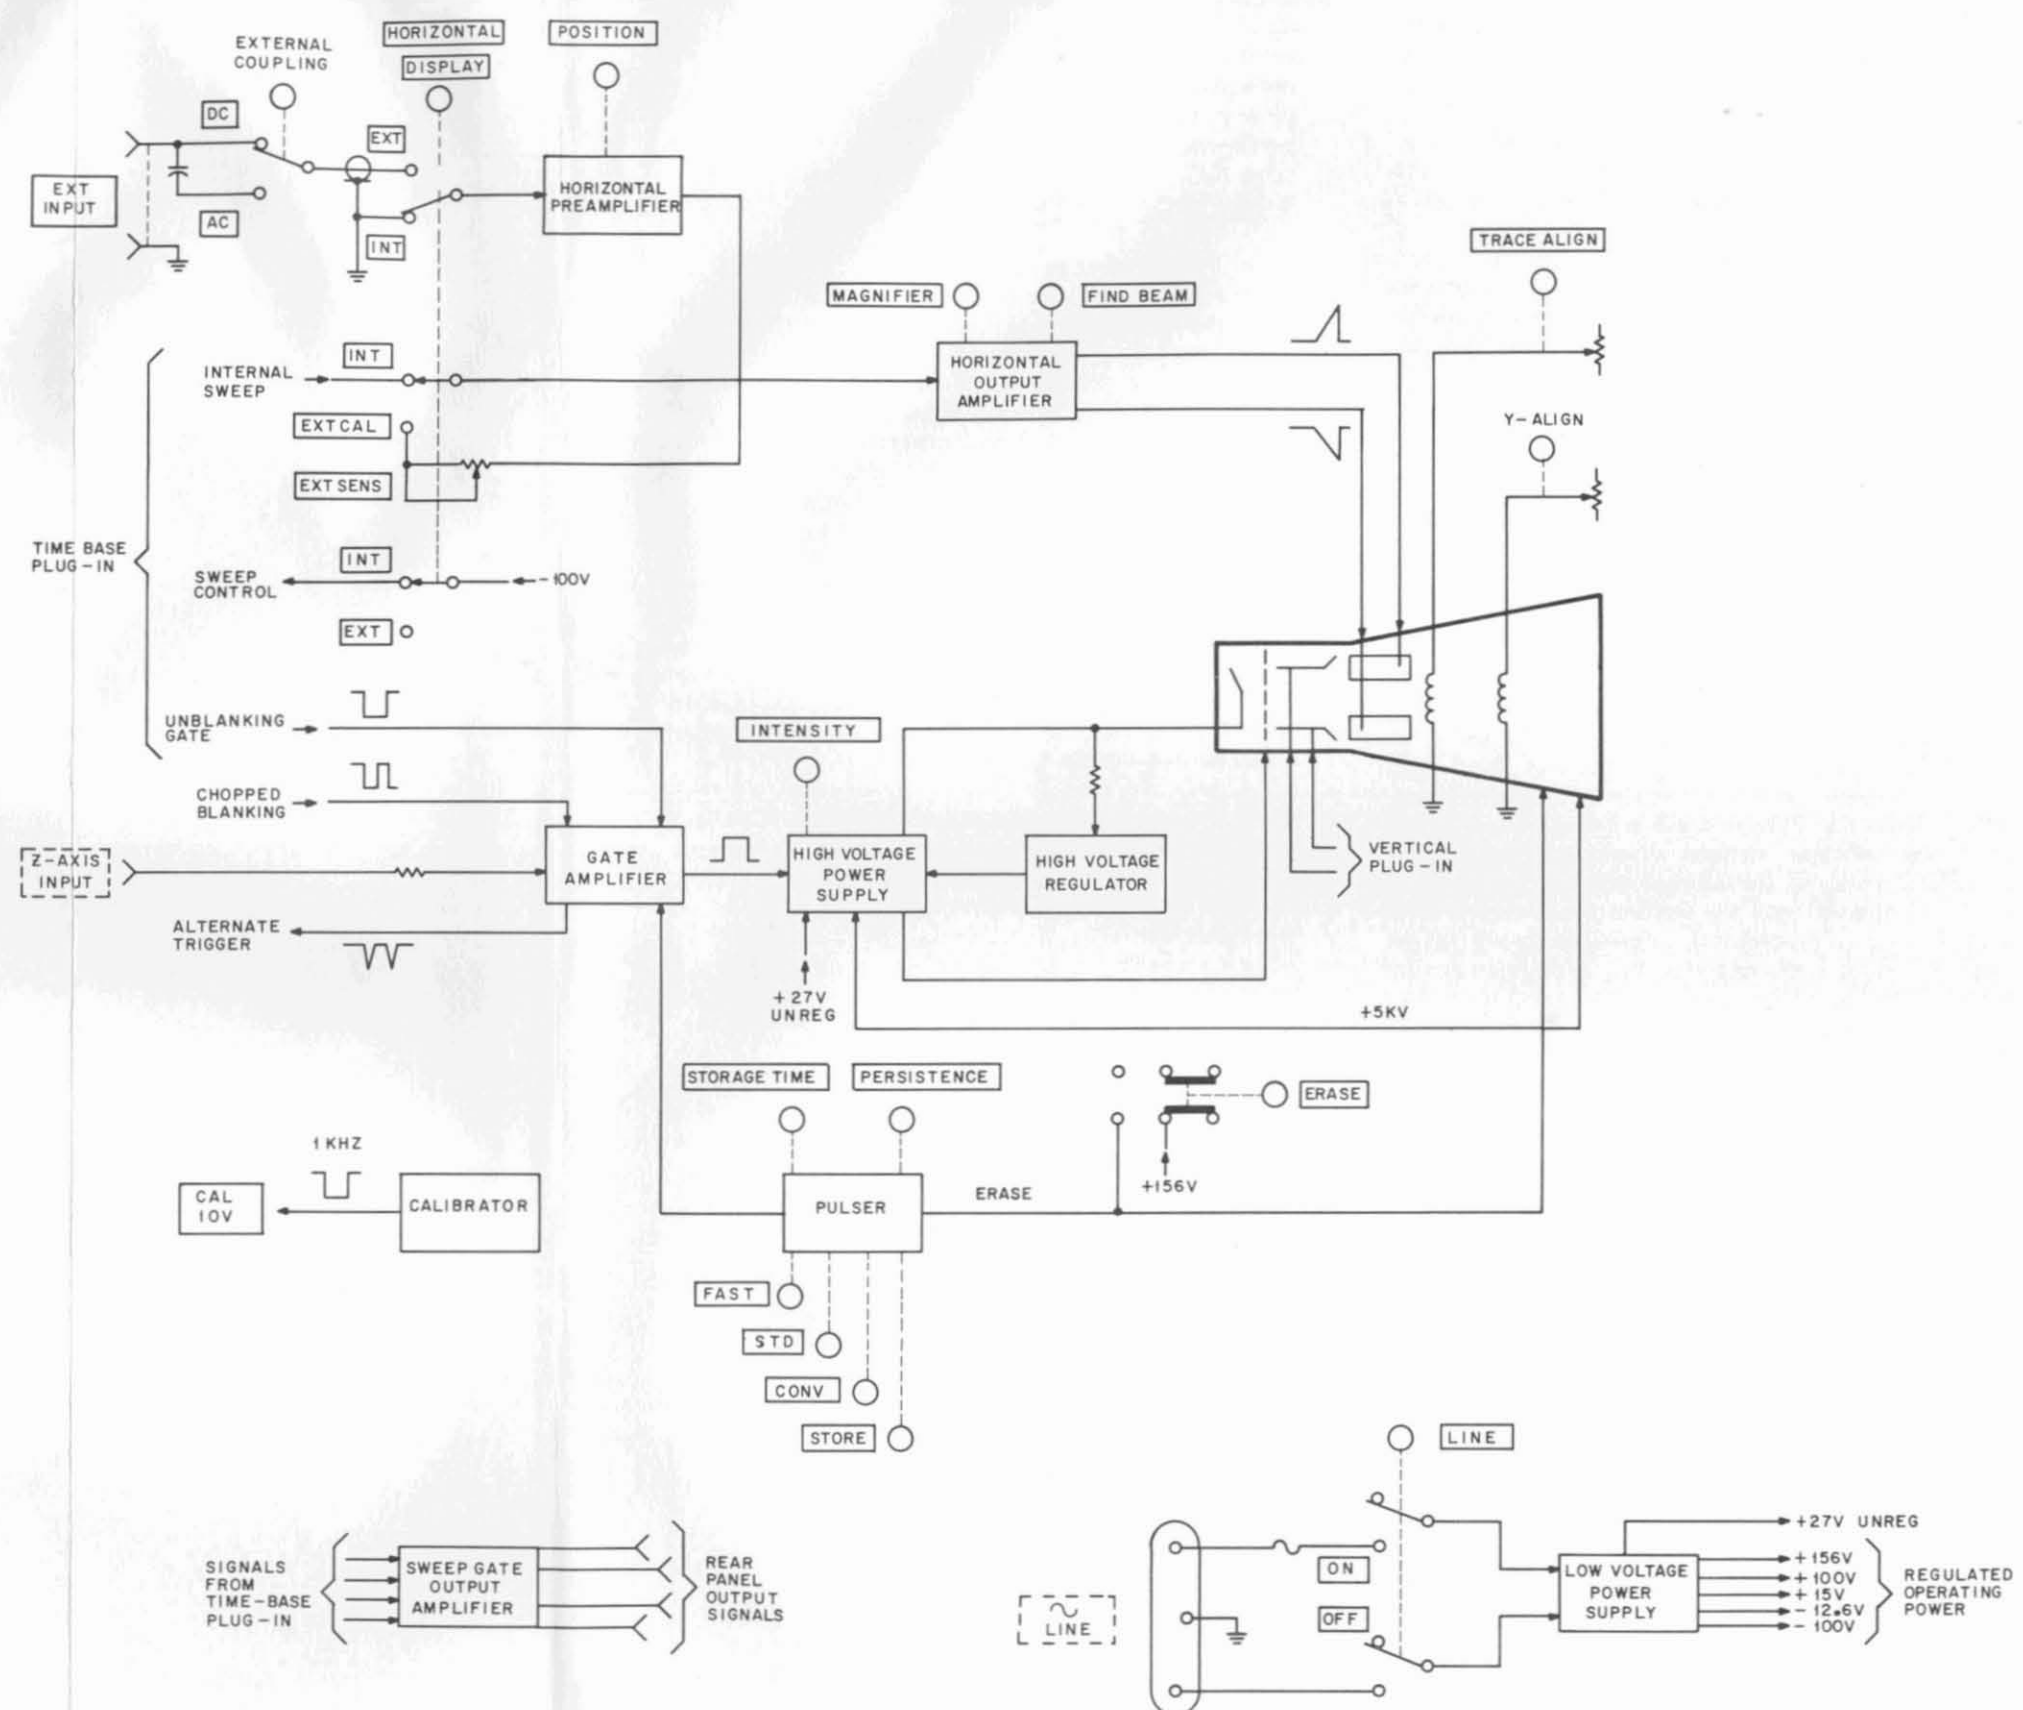 EXTERNAL
COUPLING
HORIZONTAL
DISPLAY
POSITION
DC
EXT
EXT
INPUT
AC
INT
HORIZONTAL
PREAMPLIFIER
TRACE ALIGN
MAGNIFIER
FIND BEAM
INTERNAL
SWEEP
INT
HORIZONTAL
OUTPUT
AMPLIFIER
EXT CAL
EXT SENS
Y-ALIGN
TIME BASE
PLUG-IN
INT
SWEEP
CONTROL
-100V
EXT
UNBLANKING
GATE
INTENSITY
CHOPPED
BLANKING
Z-AXIS
INPUT
GATE
AMPLIFIER
HIGH VOLTAGE
POWER
SUPPLY
HIGH VOLTAGE
REGULATOR
VERTICAL
PLUG-IN
ALTERNATE
TRIGGER
+27V
UNREG
+5KV
STORAGE TIME
PERSISTENCE
ERASE
1 KHZ
CAL
10V
CALIBRATOR
PULSER
ERASE
+156V
FAST
STD
CONV
STORE
LINE
SIGNALS
FROM
TIME-BASE
PLUG-IN
SWEEP GATE
OUTPUT
AMPLIFIER
REAR
PANEL
OUTPUT
SIGNALS
LINE
ON
OFF
LOW VOLTAGE
POWER
SUPPLY
+27V UNREG
+156V
+100V
+15V
-12.6V
-100V
REGULATED
OPERATING
POWER